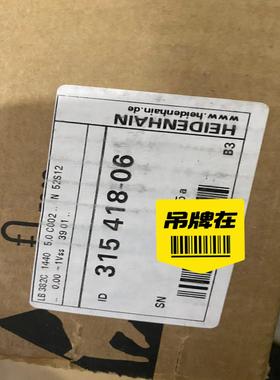 HEIDENHAIN
www.heidenhain.de
B3
吊牌在
ID 315 418-06
SN
LB 382C 1440 5.0 C002 .. N 52S12
.. 0.00 ~1Vss 39 01 ..